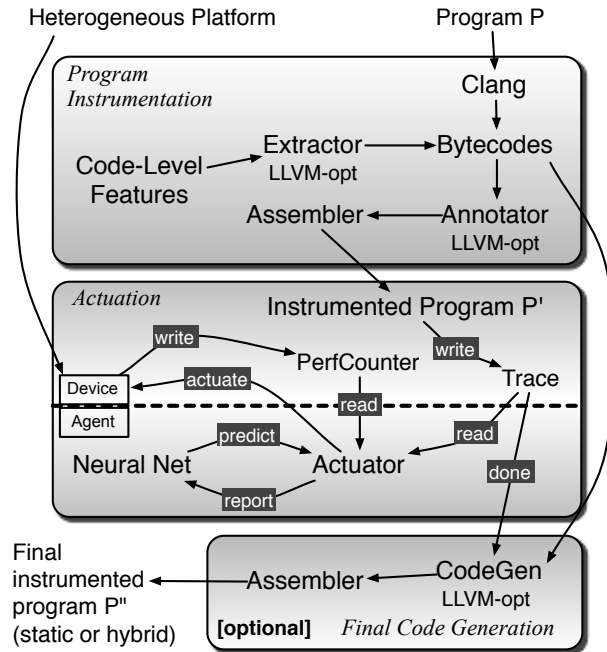 Heterogeneous Platform
Program P
Program
Instrumentation
Clang
Extractor
LLVM-opt
Bytecodes
Code-Level
Features
Assembler
Annotator
LLVM-opt
Actuation
Instrumented Program P'
write
PerfCounter
write
Device
actuate
Trace
Agent
read
predict
read
Neural Net
Actuator
report
done
Final
instrumented
program P"
(static or hybrid)
Assembler
CodeGen
LLVM-opt
[optional]
Final Code Generation